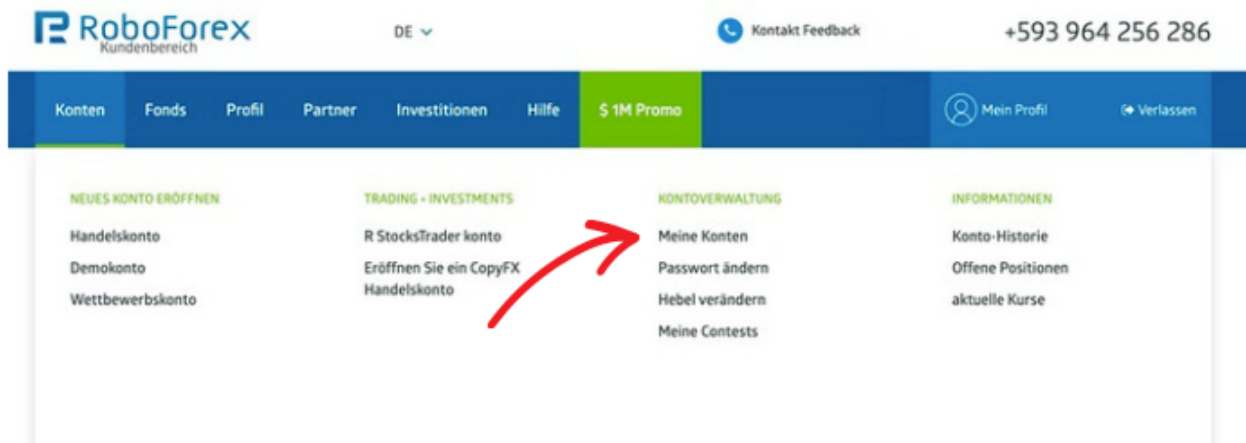 RoboForex
Kundenbereich
DE
Kontakt Feedback
+593 964 256 286
Konten
Fonds
Profil
Partner
Investitionen
Hilfe
$ 1M Promo
Mein Profil
Verlassen
NEUES KONTO ERÖFFNEN
Handelskonto
Demokonto
Wettbewerbskonto
TRADING - INVESTMENTS
R StocksTrader konto
Eröffnen Sie ein CopyFX
Handelskonto
KONTOVERWALTUNG
Meine Konten
Passwort ändern
Hebel verändern
Meine Contests
INFORMATIONEN
Konto-Historie
Offene Positionen
aktuelle Kurse